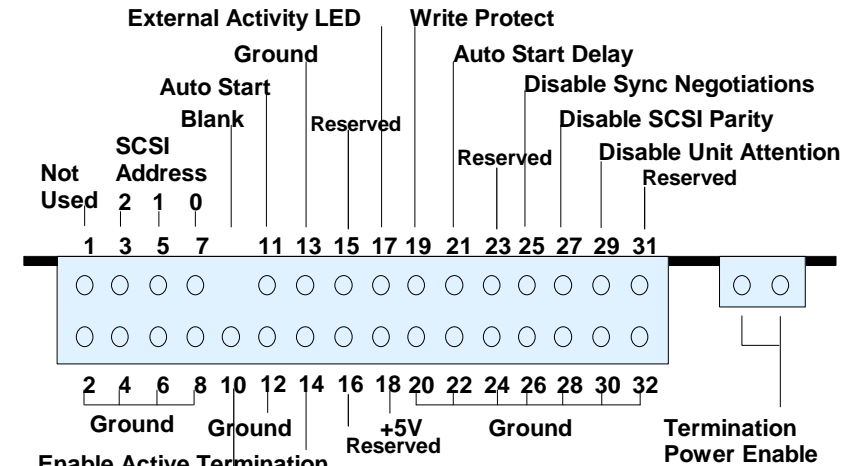 External Activity LED
Write Protect
Ground
Auto Start Delay
Auto Start
Disable Sync Negotiations
Blank
Reserved
Disable SCSI Parity
SCSI
Address
Reserved
Disable Unit Attention
Not
Used
2 1 0
Reserved
1 3 5 7 11 13 15 17 19 21 23 25 27 29 31
2 4 6 8 10 12 14 16 18 20 22 24 26 28 30 32
Ground
Ground
+5V
Reserved
Ground
Termination
Power Enable
Enable Active Termination